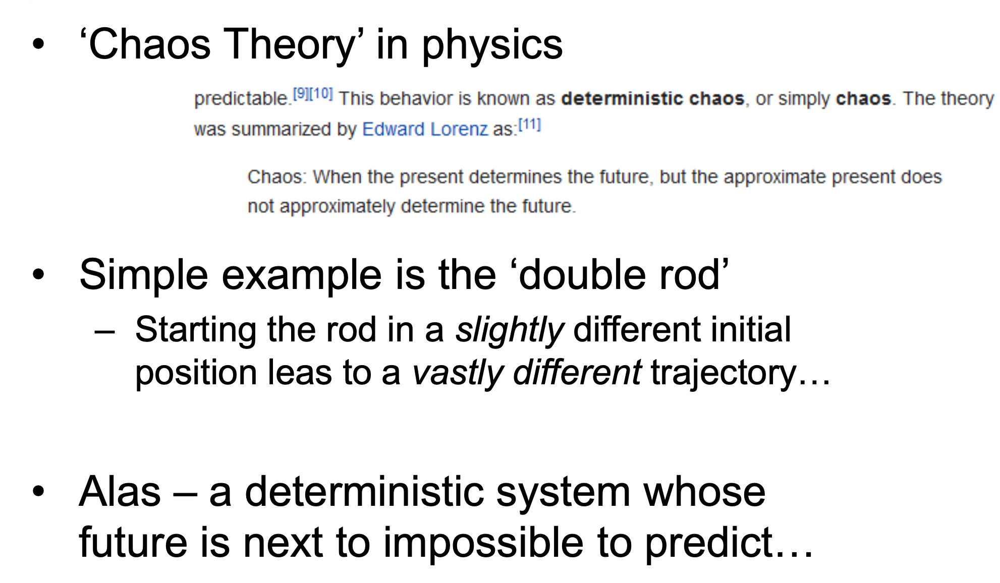 • ‘Chaos Theory’ in physics
predictable.[9][10] This behavior is known as deterministic chaos, or simply chaos. The theory
was summarized by Edward Lorenz as:[11]
Chaos: When the present determines the future, but the approximate present does
not approximately determine the future.
• Simple example is the ‘double rod’
– Starting the rod in a slightly different initial
position leas to a vastly different trajectory…
• Alas – a deterministic system whose
future is next to impossible to predict…